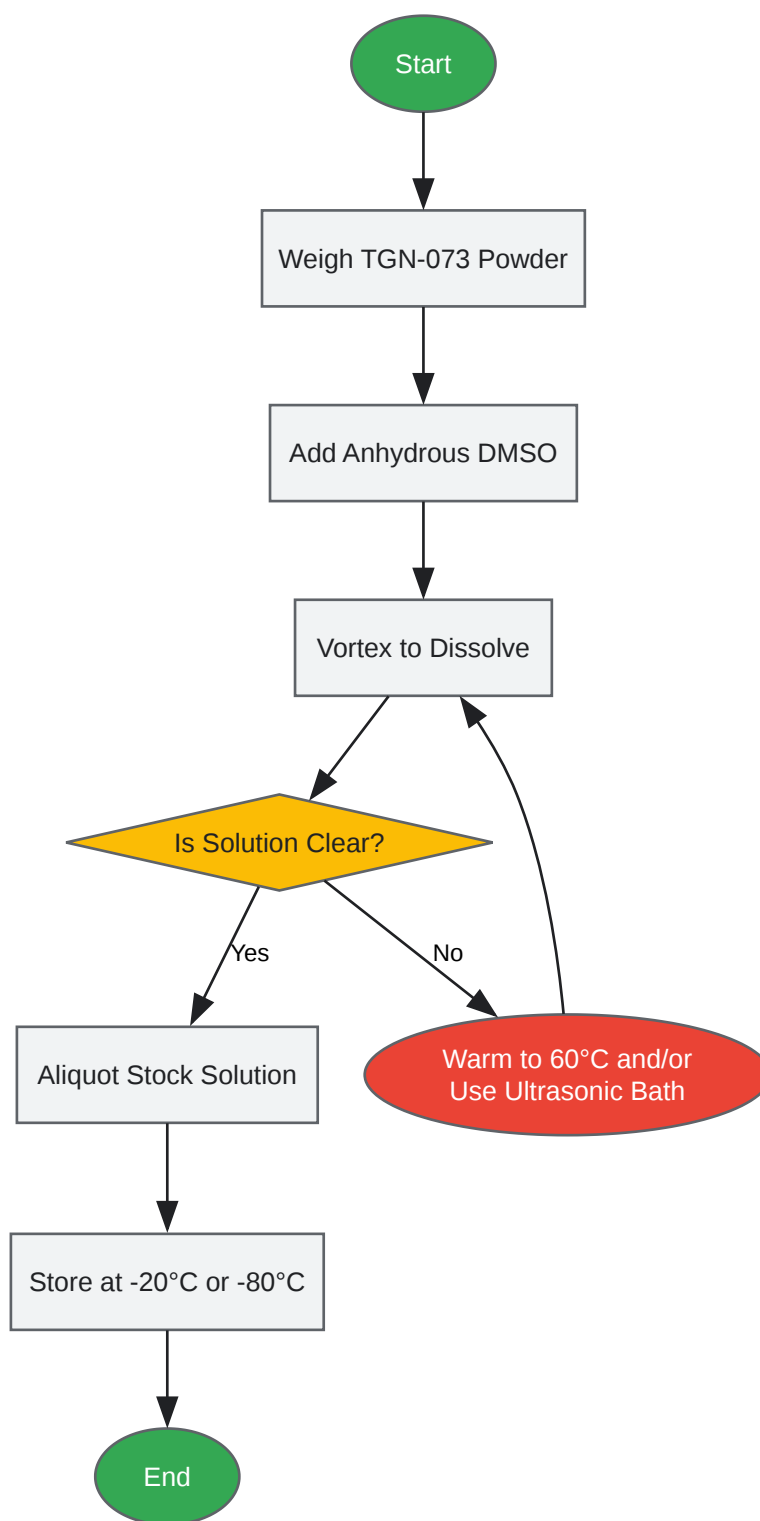 Start
Weigh TGN-073 Powder
Add Anhydrous DMSO
Vortex to Dissolve
Is Solution Clear?
Yes
No
Aliquot Stock Solution
Warm to 60°C and/or
Use Ultrasonic Bath
Store at -20°C or -80°C
End